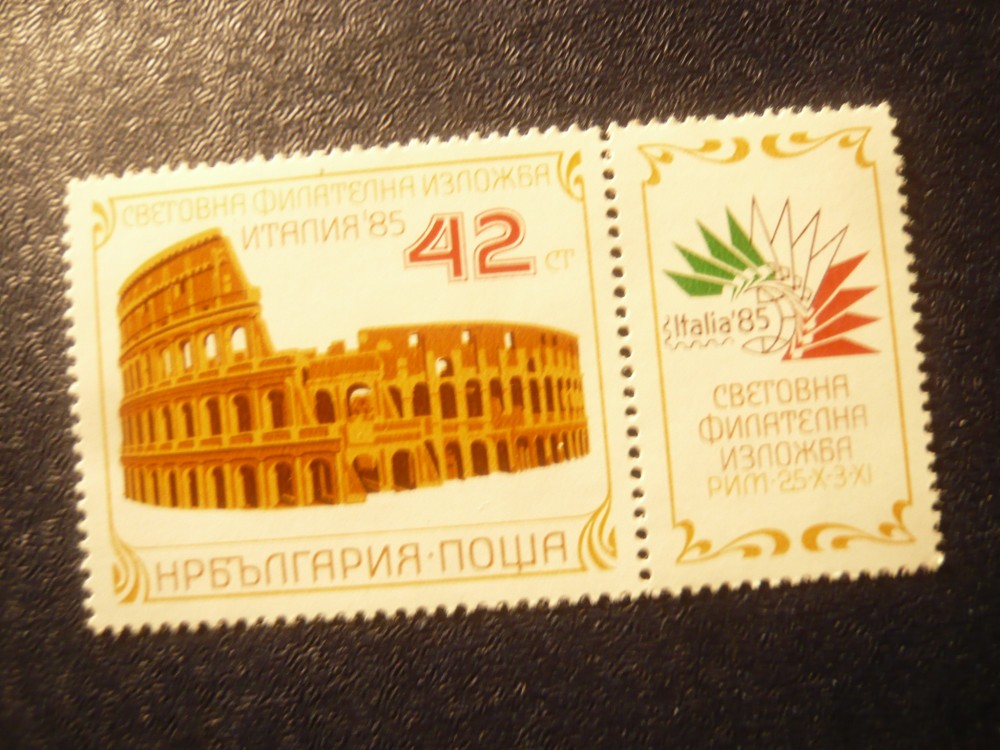 СВЕТОВНА ФИЛАТЕЛНА ИЗЛОЖБА
ИТАЛИЯ'85
42 СТ
НРБЪЛГАРИЯ·ПОЩА
Italia'85
СВЕТОВНА
ФИЛАТЕЛНА
ИЗЛОЖБА
РИМ·25·X-3·XI